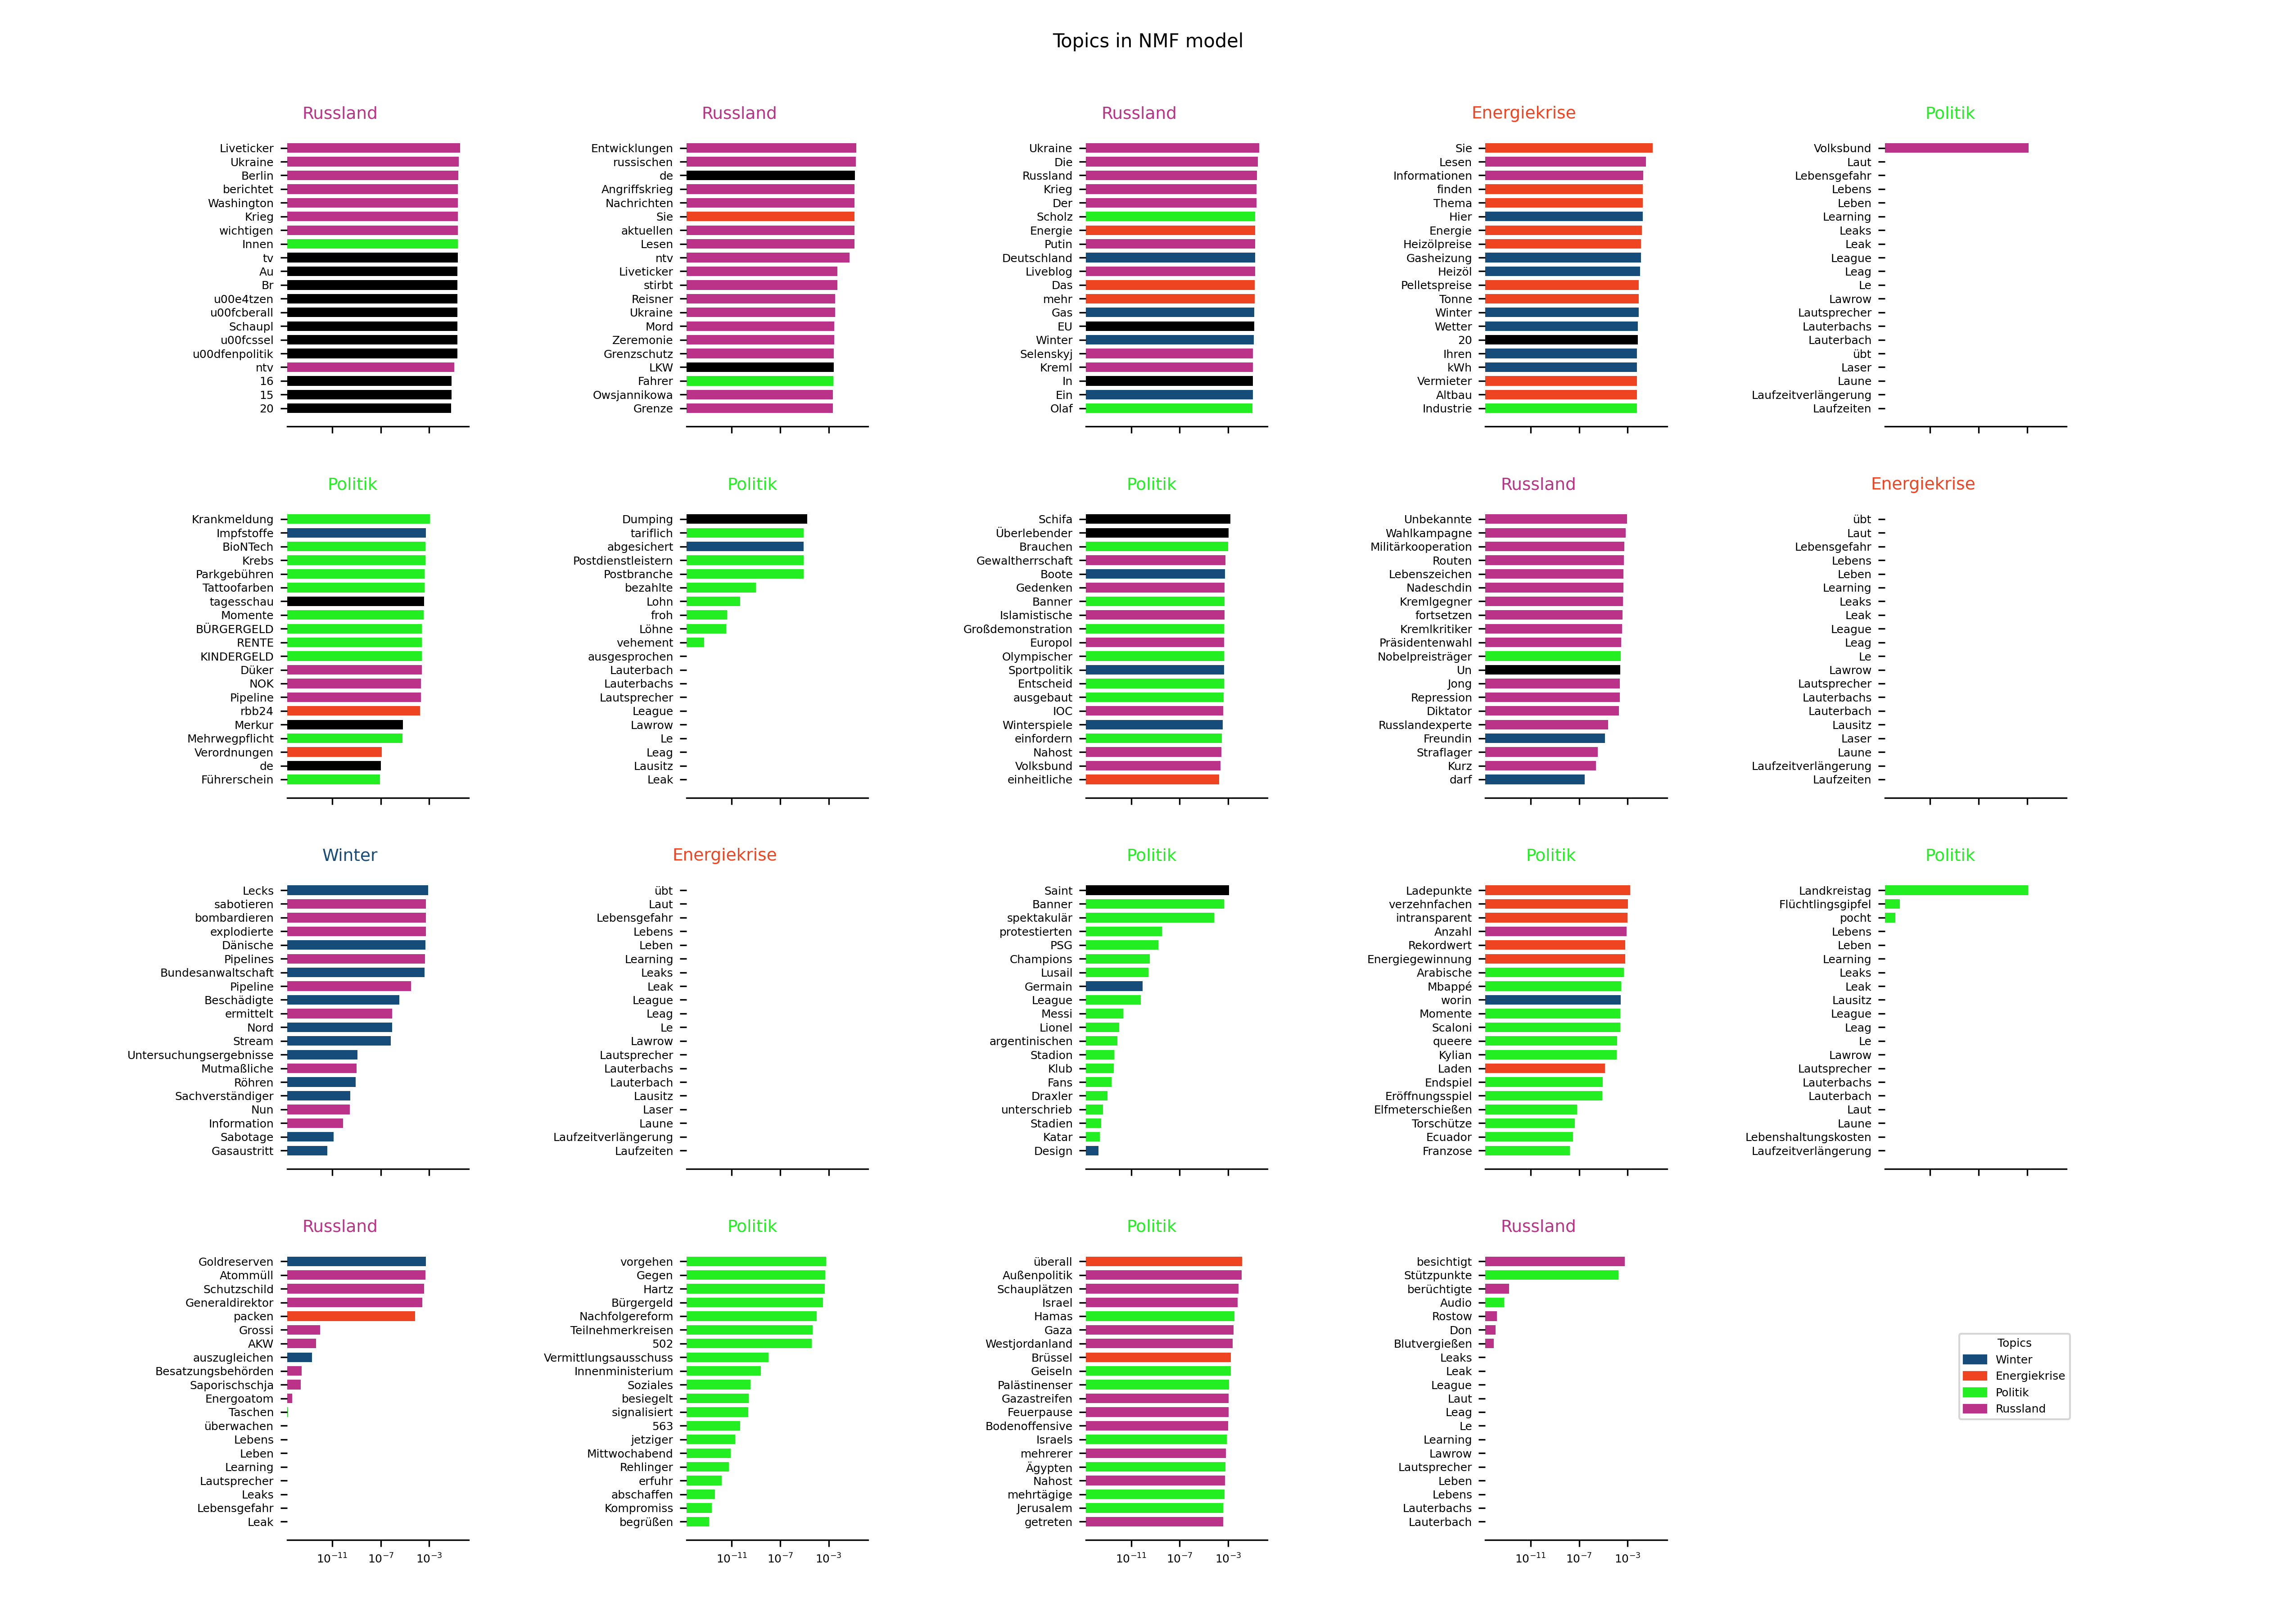 Topics in NMF model
Russland
Liveticker
Ukraine
Berlin
berichtet
Washington
Krieg
wichtigen
Innen
tv
Au
Br
u00e4tzen
u00fcberall
Schaupl
u00fcssel
u00dfenpolitik
ntv
16
15
20
Russland
Entwicklungen
russischen
de
Angriffskrieg
Nachrichten
Sie
aktuellen
Lesen
ntv
Liveticker
stirbt
Reisner
Ukraine
Mord
Zeremonie
Grenzschutz
LKW
Fahrer
Owsjannikowa
Grenze
Russland
Ukraine
Die
Russland
Krieg
Der
Scholz
Energie
Putin
Deutschland
Liveblog
Das
mehr
Gas
EU
Winter
Selenskyj
Kreml
In
Ein
Olaf
Energiekrise
Sie
Lesen
Informationen
finden
Thema
Hier
Energie
Heizölpreise
Gasheizung
Heizöl
Pelletspreise
Tonne
Winter
Wetter
20
Ihren
kWh
Vermieter
Altbau
Industrie
Politik
Volksbund
Laut
Lebensgefahr
Lebens
Leben
Learning
Leaks
Leak
League
Leag
Le
Lawrow
Lautsprecher
Lauterbachs
Lauterbach
übt
Laser
Laune
Laufzeitverlängerung
Laufzeiten
Politik
Krankmeldung
Impfstoffe
BioNTech
Krebs
Parkgebühren
Tattoofarben
tagesschau
Momente
BÜRGERGELD
RENTE
KINDERGELD
Düker
NOK
Pipeline
rbb24
Merkur
Mehrwegpflicht
Verordnungen
de
Führerschein
Politik
Dumping
tariflich
abgesichert
Postdienstleistern
Postbranche
bezahlte
Lohn
froh
Löhne
vehement
ausgesprochen
Lauterbach
Lauterbachs
Lautsprecher
League
Lawrow
Le
Leag
Lausitz
Leak
Politik
Schifa
Überlebender
Brauchen
Gewaltherrschaft
Boote
Gedenken
Banner
Islamistische
Großdemonstration
Europol
Olympischer
Sportpolitik
Entscheid
ausgebaut
IOC
Winterspiele
einfordern
Nahost
Volksbund
einheitliche
Russland
Unbekannte
Wahlkampagne
Militärkooperation
Routen
Lebenszeichen
Nadeschdin
Kremlgegner
fortsetzen
Kremlkritiker
Präsidentenwahl
Nobelpreisträger
Un
Jong
Repression
Diktator
Russlandexperte
Freundin
Straflager
Kurz
darf
Energiekrise
übt
Laut
Lebensgefahr
Lebens
Leben
Learning
Leaks
Leak
League
Leag
Le
Lawrow
Lautsprecher
Lauterbachs
Lauterbach
Lausitz
Laser
Laune
Laufzeitverlängerung
Laufzeiten
Winter
Lecks
sabotieren
bombardieren
explodierte
Dänische
Pipelines
Bundesanwaltschaft
Pipeline
Beschädigte
ermittelt
Nord
Stream
Untersuchungsergebnisse
Mutmaßliche
Röhren
Sachverständiger
Nun
Information
Sabotage
Gasaustritt
Energiekrise
übt
Laut
Lebensgefahr
Lebens
Leben
Learning
Leaks
Leak
League
Leag
Le
Lawrow
Lautsprecher
Lauterbachs
Lauterbach
Lausitz
Laser
Laune
Laufzeitverlängerung
Laufzeiten
Politik
Saint
Banner
spektakulär
protestierten
PSG
Champions
Lusail
Germain
League
Messi
Lionel
argentinischen
Stadion
Klub
Fans
Draxler
unterschrieb
Stadien
Katar
Design
Politik
Ladepunkte
verzehnfachen
intransparent
Anzahl
Rekordwert
Energiegewinnung
Arabische
Mbappé
worin
Momente
Scaloni
queere
Kylian
Laden
Endspiel
Eröffnungsspiel
Elfmeterschießen
Torschütze
Ecuador
Franzose
Politik
Landkreistag
Flüchtlingsgipfel
pocht
Lebens
Leben
Learning
Leaks
Leak
Lausitz
League
Leag
Le
Lawrow
Lautsprecher
Lauterbachs
Lauterbach
Laut
Laune
Lebenshaltungskosten
Laufzeitverlängerung
Russland
Goldreserven
Atommüll
Schutzschild
Generaldirektor
packen
Grossi
AKW
auszugleichen
Besatzungsbehörden
Saporischschja
Energoatom
Taschen
überwachen
Lebens
Leben
Learning
Lautsprecher
Leaks
Lebensgefahr
Leak
10⁻¹¹ 10⁻⁷ 10⁻³
Politik
vorgehen
Gegen
Hartz
Bürgergeld
Nachfolgereform
Teilnehmerkreisen
502
Vermittlungsausschuss
Innenministerium
Soziales
besiegelt
signalisiert
563
jetziger
Mittwochabend
Rehlinger
erfuhr
abschaffen
Kompromiss
begrüßen
10⁻¹¹ 10⁻⁷ 10⁻³
Politik
überall
Außenpolitik
Schauplätzen
Israel
Hamas
Gaza
Westjordanland
Brüssel
Geiseln
Palästinenser
Gazastreifen
Feuerpause
Bodenoffensive
Israels
mehrerer
Ägypten
Nahost
mehrtägige
Jerusalem
getreten
10⁻¹¹ 10⁻⁷ 10⁻³
Russland
besichtigt
Stützpunkte
berüchtigte
Audio
Rostow
Don
Blutvergießen
Leaks
Leak
League
Laut
Leag
Le
Learning
Lawrow
Lautsprecher
Leben
Lebens
Lauterbachs
Lauterbach
10⁻¹¹ 10⁻⁷ 10⁻³
Topics
Winter
Energiekrise
Politik
Russland